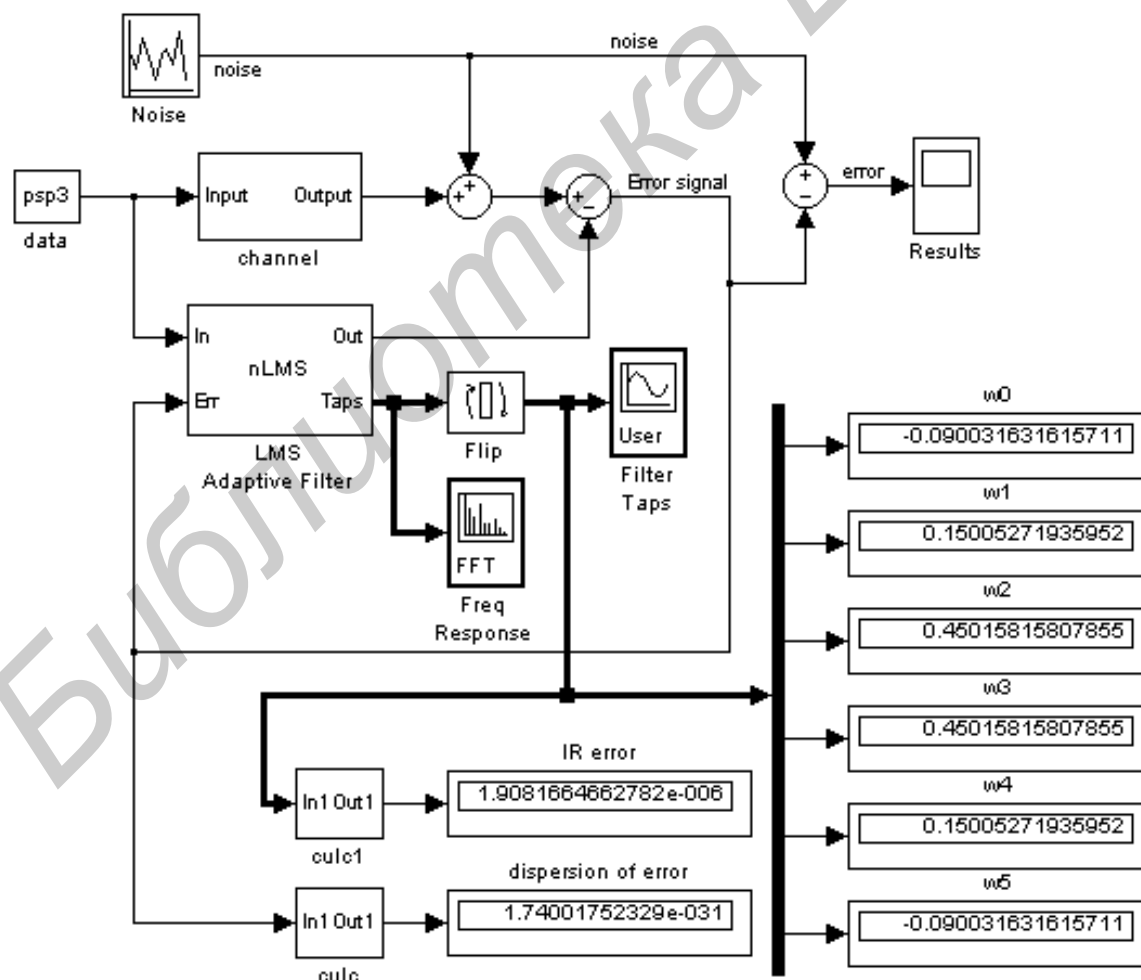 noise
noise
Noise
psp3
data
Input Output
channel
+ +
+ −
Error signal
+ −
error
Results
In Out
nLMS
Err Taps
LMS
Adaptive Filter
Flip
User
Filter
Taps
FFT
Freq
Response
w0
-0.090031631615711
w1
0.15005271935952
w2
0.45015815807855
w3
0.45015815807855
w4
0.15005271935952
w5
-0.090031631615711
IR error
In1 Out1
1.9081664662782e-006
culc1
dispersion of error
In1 Out1
1.74001752329e-031
culc
Библиотека